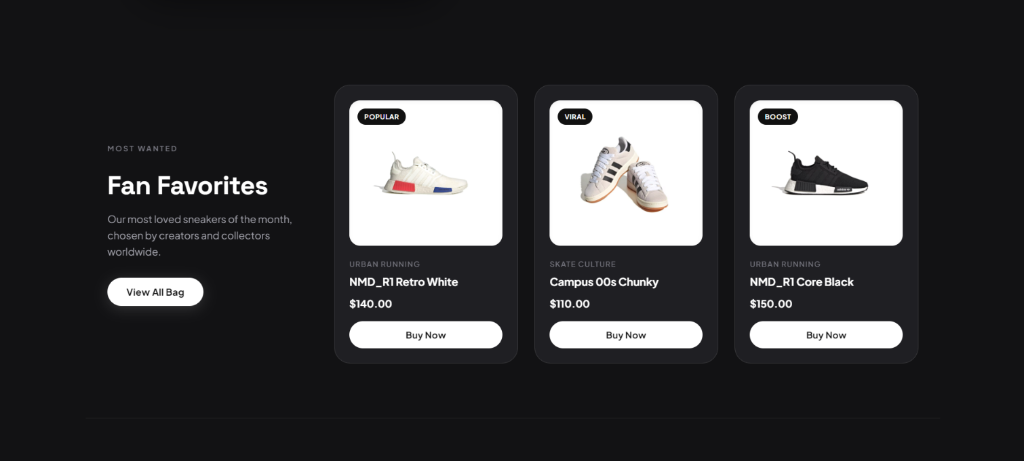 MOST WANTED
Fan Favorites
Our most loved sneakers of the month,
chosen by creators and collectors
worldwide.
View All Bag
POPULAR
URBAN RUNNING
NMD_R1 Retro White
$140.00
Buy Now
VIRAL
SKATE CULTURE
Campus 00s Chunky
$110.00
Buy Now
BOOST
URBAN RUNNING
NMD_R1 Core Black
$150.00
Buy Now